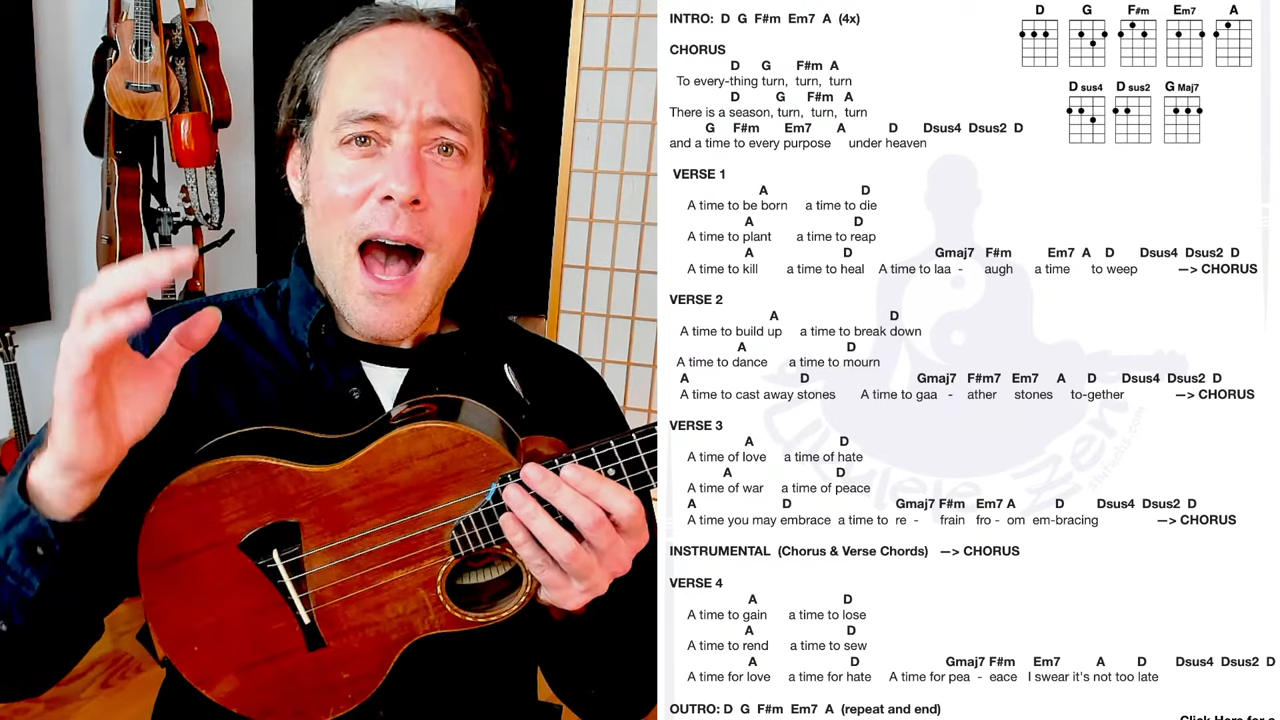 INTRO: D G F#m Em7 A (4x)
D G F#m Em7 A
CHORUS
D G F#m A
To every-thing turn, turn, turn
D sus4 D sus2 G Maj7
D G F#m A
There is a season, turn, turn, turn
G F#m Em7 A D Dsus4 Dsus2 D
and a time to every purpose under heaven
VERSE 1
A D
A time to be born a time to die
A D
A time to plant a time to reap
A D Gmaj7 F#m Em7 A D Dsus4 Dsus2 D
A time to kill a time to heal A time to laa - augh a time to weep —> CHORUS
VERSE 2
A D
A time to build up a time to break down
A D
A time to dance a time to mourn
A D Gmaj7 F#m7 Em7 A D Dsus4 Dsus2 D
A time to cast away stones A time to gaa - ather stones to-gether —> CHORUS
VERSE 3
A D
A time of love a time of hate
A D
A time of war a time of peace
A D Gmaj7 F#m Em7 A D Dsus4 Dsus2 D
A time you may embrace a time to re - frain fro - om em-bracing —> CHORUS
Ukulele Zen
INSTRUMENTAL (Chorus & Verse Chords) —> CHORUS
VERSE 4
A D
A time to gain a time to lose
A D
A time to rend a time to sew
A D Gmaj7 F#m Em7 A D Dsus4 Dsus2 D
A time for love a time for hate A time for pea - eace I swear it's not too late
OUTRO: D G F#m Em7 A (repeat and end)
Click Here for a